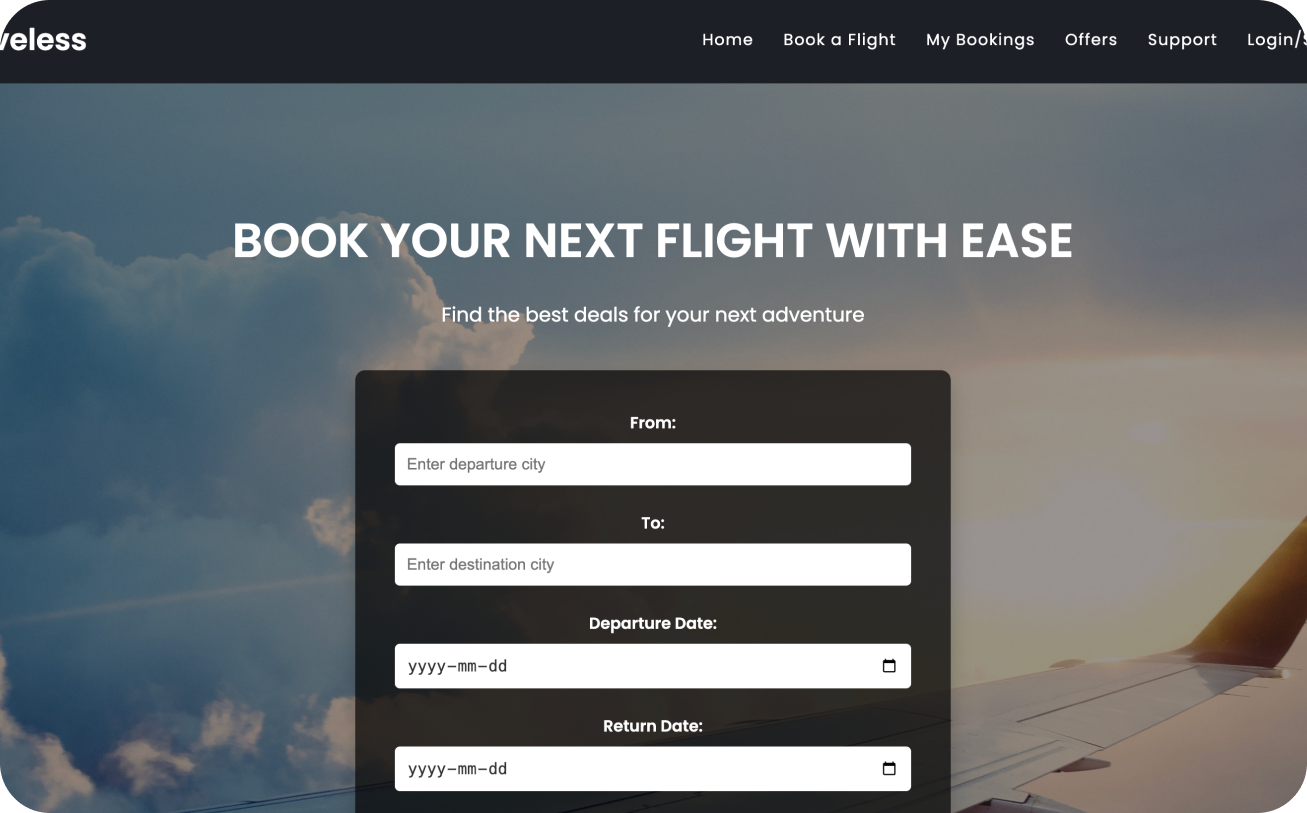 veless
Home Book a Flight My Bookings Offers Support Login/
BOOK YOUR NEXT FLIGHT WITH EASE
Find the best deals for your next adventure
From:
Enter departure city
To:
Enter destination city
Departure Date:
yyyy-mm-dd
Return Date:
yyyy-mm-dd